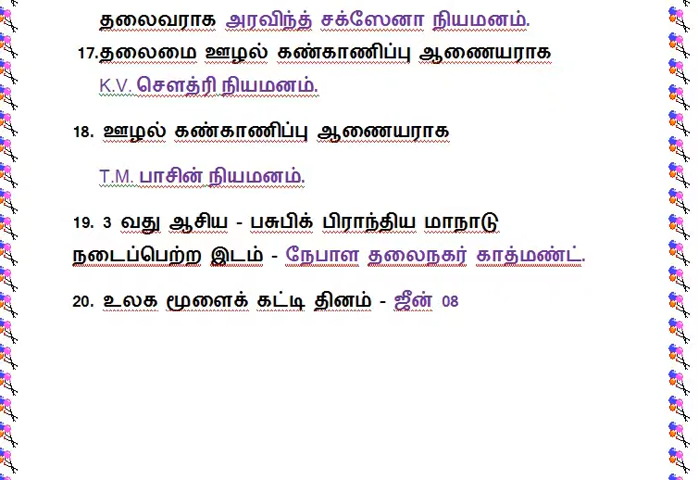 தலைவராக அரவிந்த் சக்ஸேனா நியமனம்.
17.தலைமை ஊழல் கண்காணிப்பு ஆணையராக
K.V. சௌத்ரி நியமனம்.
18. ஊழல் கண்காணிப்பு ஆணையராக
T.M. பாசின் நியமனம்.
19. 3 வது ஆசிய - பசுபிக் பிராந்திய மாநாடு
நடைப்பெற்ற இடம் - நேபாள தலைநகர் காத்மண்ட்.
20. உலக மூளைக் கட்டி தினம் - ஜீன் 08